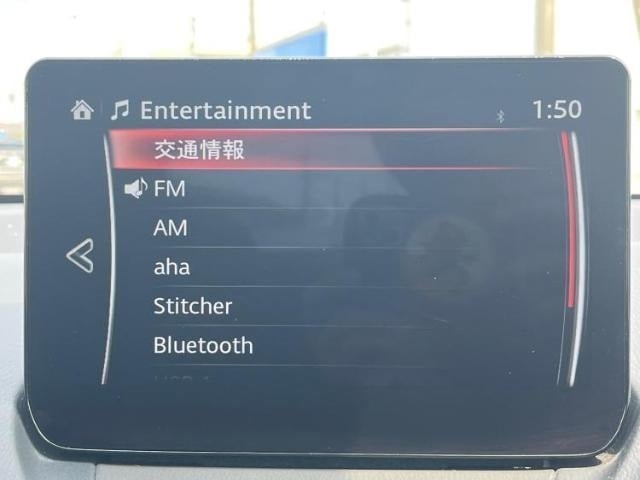 Entertainment 1:50
交通情報
FM
AM
aha
Stitcher
Bluetooth